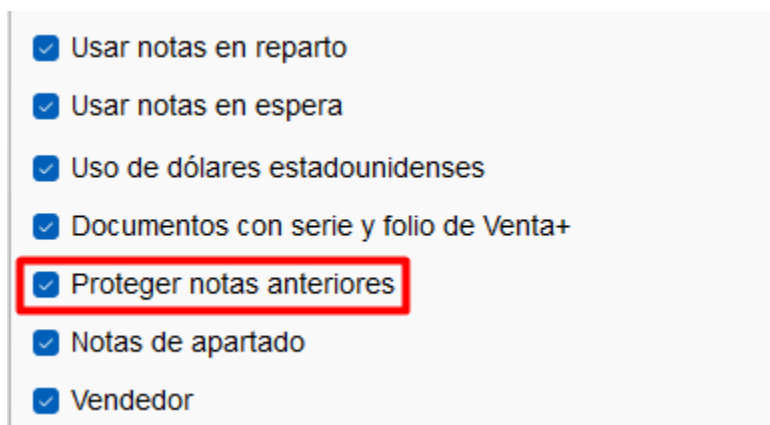 Usar notas en reparto
Usar notas en espera
Uso de dólares estadounidenses
Documentos con serie y folio de Venta+
Proteger notas anteriores
Notas de apartado
Vendedor